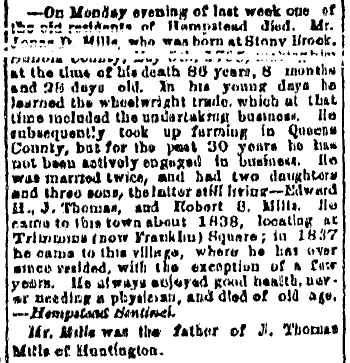 —On Monday evening of last week one of
the old residents of Hempstead died. Mr.
Jonas D. Mills, who was born at Stony Brook,
Suffolk County,
at the time of his death 86 years, 8 months
and 28 days old. In his young days he
learned the wheelwright trade, which at that
time included the undertaking business. He
subsequently took up farming in Queens
County, but for the past 30 years he has
not been actively engaged in business. He
was married twice, and had two daughters
and three sons, the latter still living—Edward
H., J. Thomas, and Robert S. Mills. He
came to this town about 1838, locating at
Trimmans (now Franklin) Square; in 1837
he came to this village, where he has ever
since resided, with the exception of a few
years. He always enjoyed good health, nev-
er needing a physician, and died of old age.
—Hempstead Sentinel.
Mr. Mills was the father of J. Thomas
Mills of Huntington.